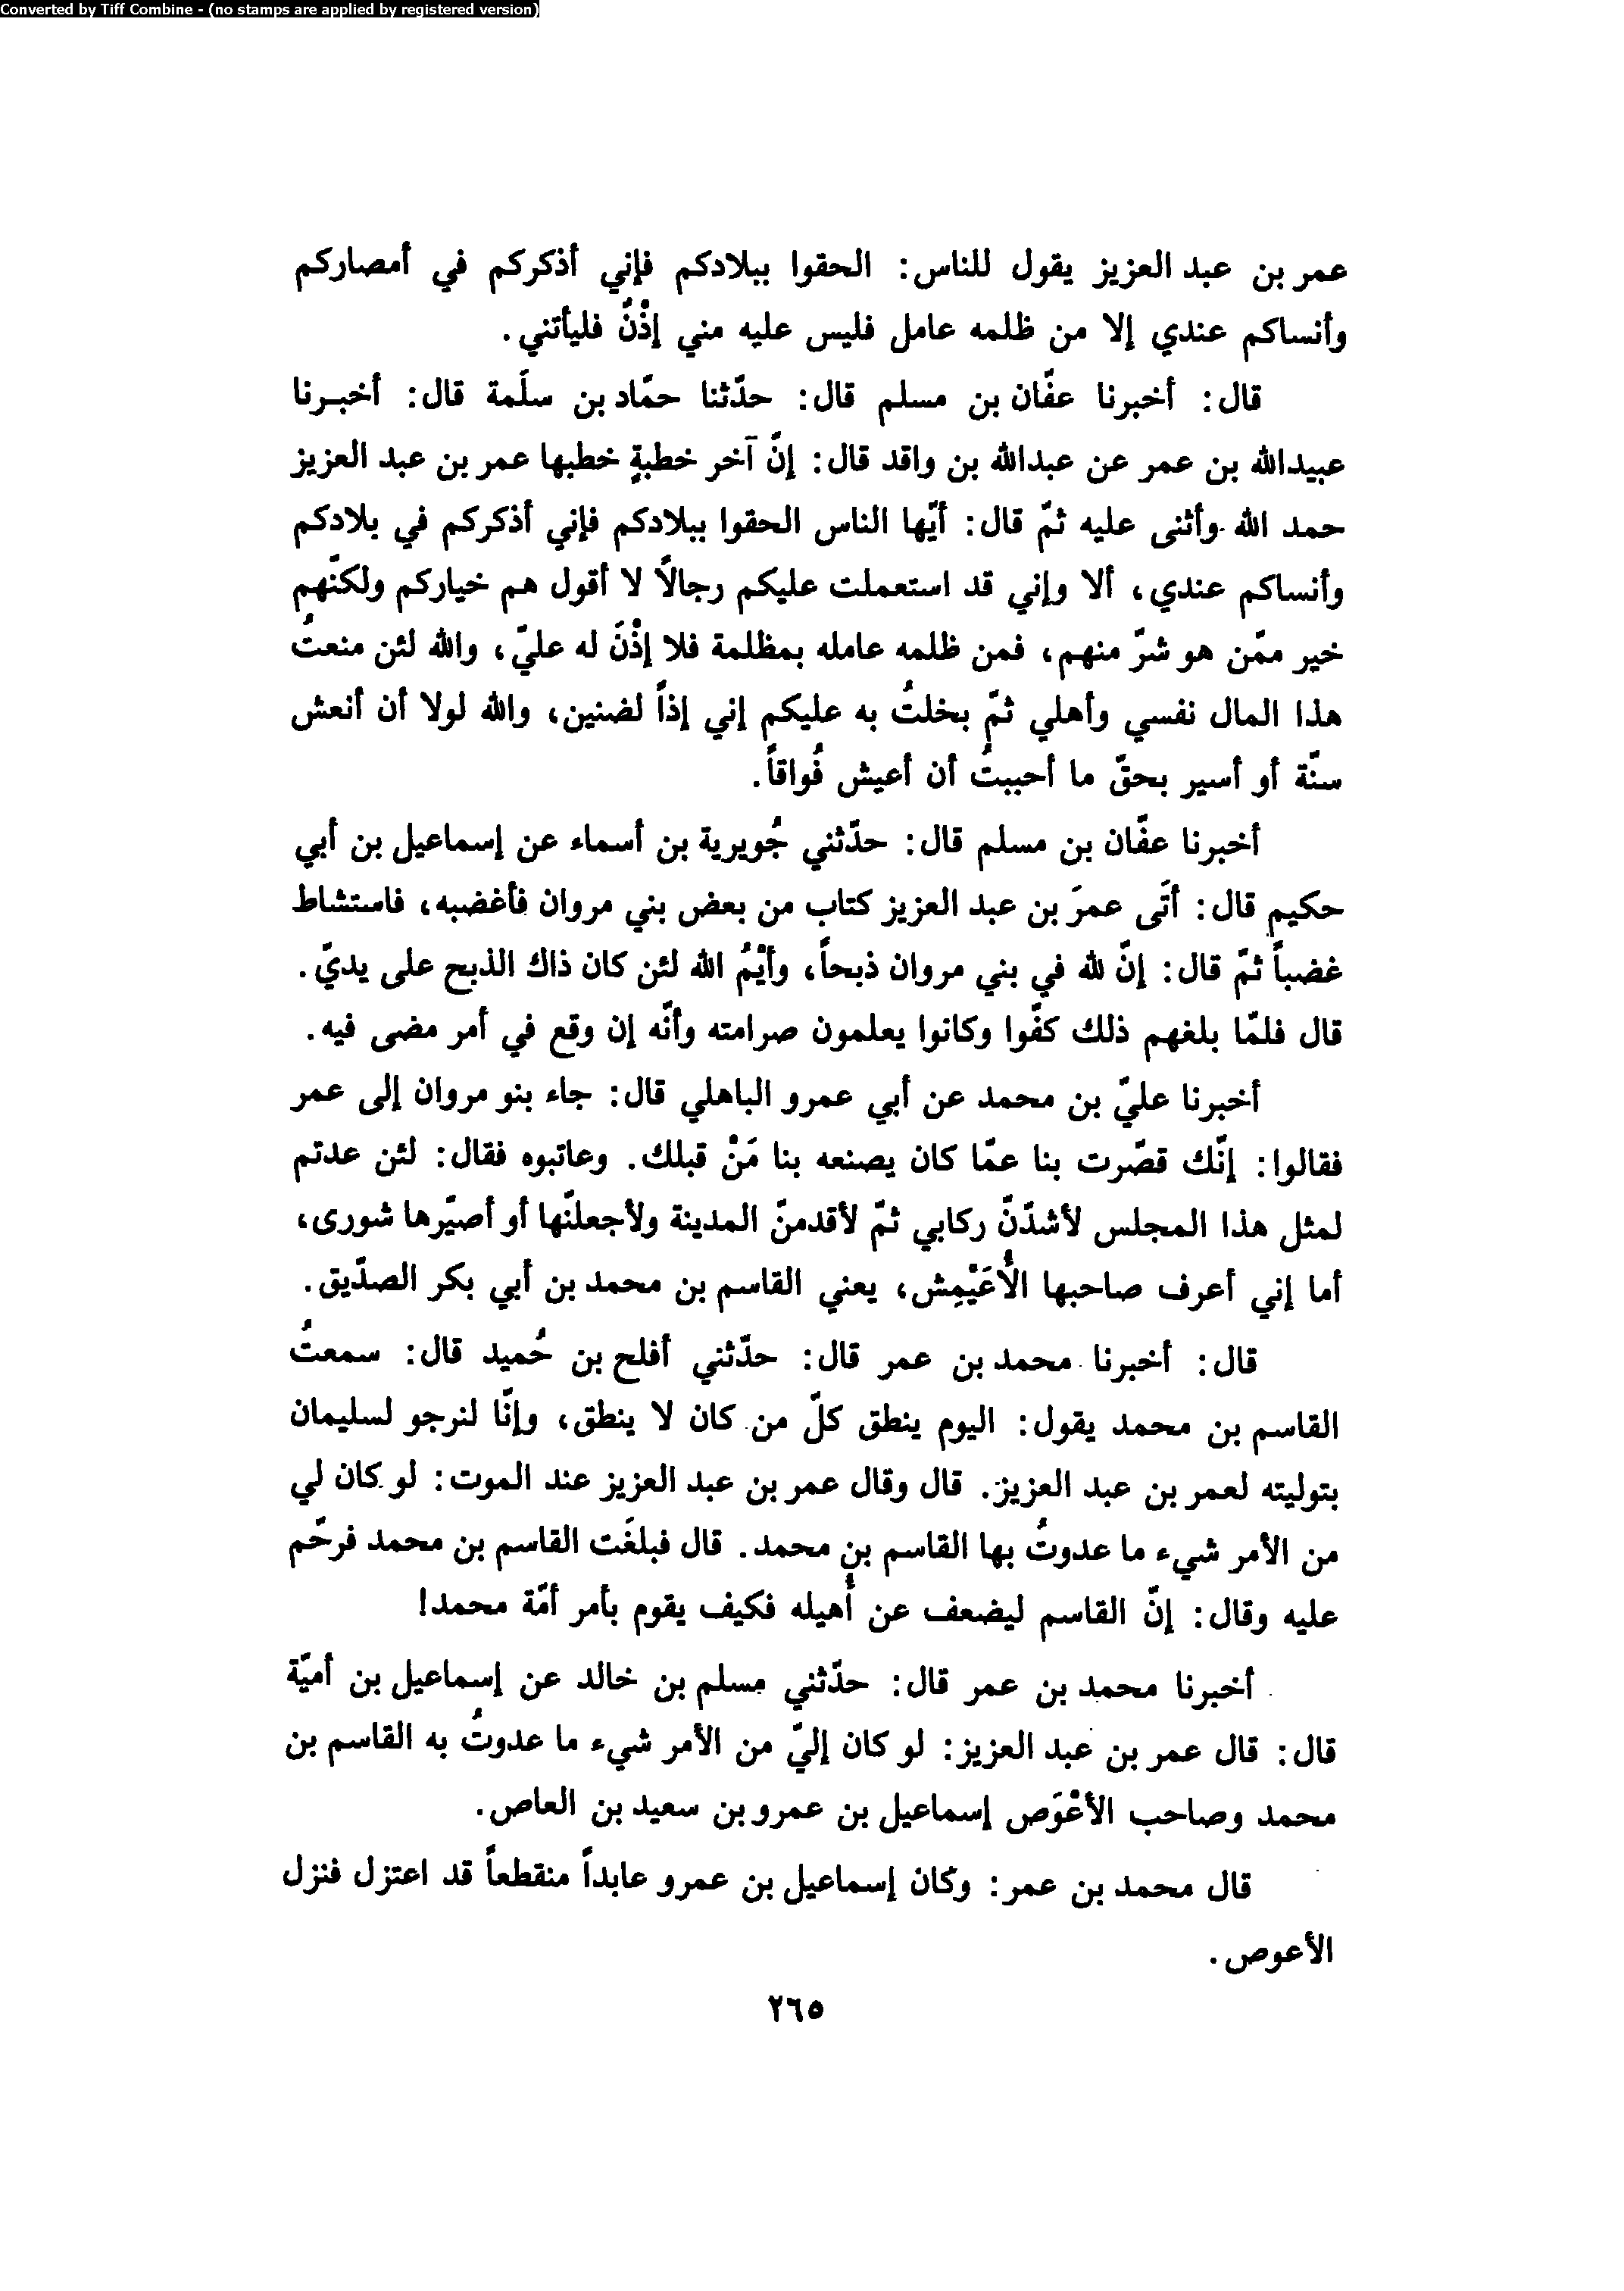 Converted by Tiff Combine - (no stamps are applied by registered version)
عمر بن عبد العزيز يقول للناس: الحقوا ببلادكم فإني أذكركم في أمصاركم
وأنساكم عندي إلا من ظلمه عامل فليس عليه مني إذْنٌ فليأتني.
قال: أخبرنا عفّان بن مسلم قال: حدّثنا حمّاد بن سلَمة قال: أخبـرنا
عبيدالله بن عمر عن عبدالله بن واقد قال: إنّ آخر خطبةٍ خطبها عمر بن عبد العزيز
حمد الله وأثنى عليه ثمّ قال: أيّها الناس الحقوا ببلادكم فإني أذكركم في بلادكم
وأنساكم عندي، ألا وإني قد استعملت عليكم رجالاً لا أقول هم خياركم ولكنّهم
خير ممّن هو شرّ منهم، فمن ظلمه عامله بمظلمة فلا إذْنَ له عليّ، والله لئن منعتُ
هذا المال نفسي وأهلي ثمّ بخلتُ به عليكم إني إذاً لضنين، والله لولا أن أنعش
سنّة أو أسير بحقّ ما أحببتُ أن أعيش فُواقاً.
أخبرنا عفّان بن مسلم قال: حدّثني جُويرية بن أسماء عن إسماعيل بن أبي
حكيم قال: أتَى عمرَ بن عبد العزيز كتاب من بعض بني مروان فأغضبه، فاستشاط
غضباً ثمّ قال: إنّ لله في بني مروان ذبحاً، وأيْمُ الله لئن كان ذاك الذبح على يديّ.
قال فلمّا بلغهم ذلك كفّوا وكانوا يعلمون صرامته وأنّه إن وقع في أمر مضى فيه.
أخبرنا عليّ بن محمد عن أبي عمرو الباهلي قال: جاء بنو مروان إلى عمر
فقالوا: إنّك قصّرت بنا عمّا كان يصنعه بنا مَنْ قبلك. وعاتبوه فقال: لئن عدتم
لمثل هذا المجلس لأشدّنّ ركابي ثمّ لأقدمنّ المدينة ولأجعلنّها أو أصيّرها شورى،
أما إني أعرف صاحبها الأُعَيْمِش، يعني القاسم بن محمد بن أبي بكر الصدّيق.
قال: أخبرنا محمد بن عمر قال: حدّثني أفلح بن حُميد قال: سمعتُ
القاسم بن محمد يقول: اليوم ينطق كلّ من كان لا ينطق، وإنّا لنرجو لسليمان
بتوليته لعمر بن عبد العزيز. قال وقال عمر بن عبد العزيز عند الموت: لو كان لي
من الأمر شيء ما عدوتُ بها القاسم بن محمد. قال فبلغَت القاسم بن محمد فرحّم
عليه وقال: إنّ القاسم ليضعف عن أُهيله فكيف يقوم بأمر أمّة محمد!
أخبرنا محمد بن عمر قال: حدّثني مسلم بن خالد عن إسماعيل بن أميّة
قال: قال عمر بن عبد العزيز: لو كان إليّ من الأمر شيء ما عدوتُ به القاسم بن
محمد وصاحب الأعْوَص إسماعيل بن عمرو بن سعيد بن العاص.
قال محمد بن عمر: وكان إسماعيل بن عمرو عابداً منقطعاً قد اعتزل فنزل
الأعوص.
٢٦٥